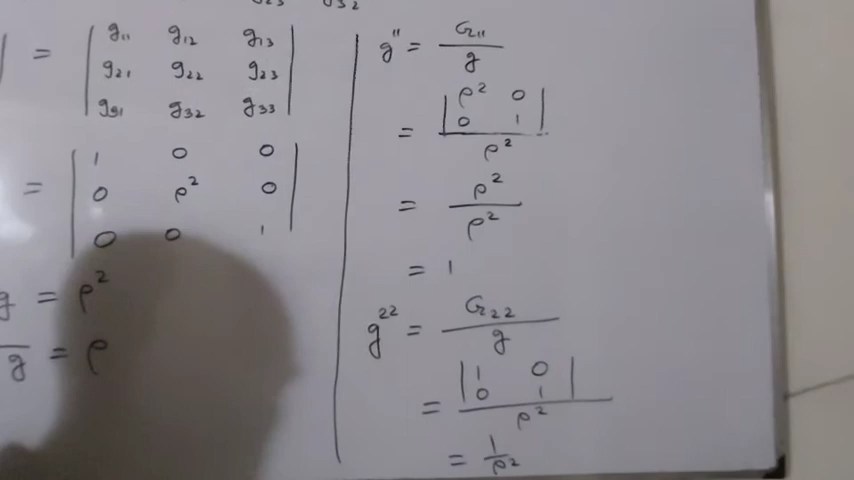 g₂₃ g₃₂
| = | g₁₁ g₁₂ g₁₃ |
| g₂₁ g₂₂ g₂₃ |
| g₃₁ g₃₂ g₃₃ |
= | 1 0 0 |
| 0 ρ² 0 |
| 0 0 1 |
g = ρ²
g = ρ
g¹¹ = G₁₁ / g
= | ρ² 0 |
| 0 1 | / ρ²
= ρ² / ρ²
= 1
g²² = G₂₂ / g
= | 1 0 |
| 0 1 | / ρ²
= 1 / ρ²